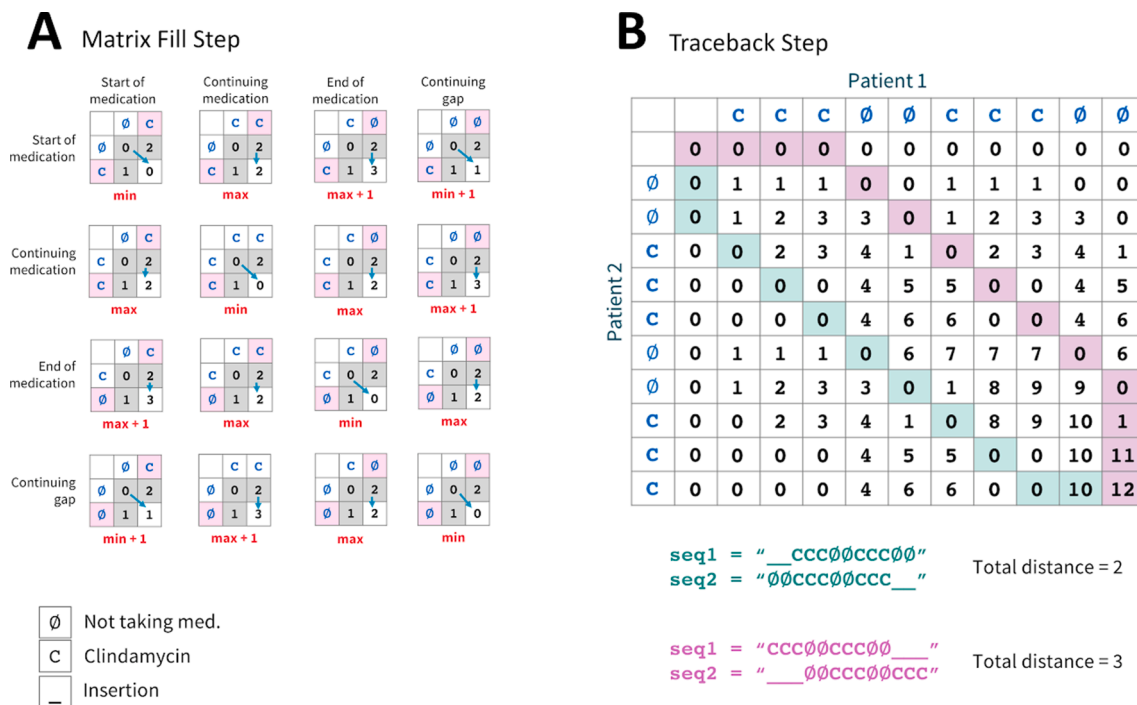 A Matrix Fill Step
Start of medication
Continuing medication
End of medication
Continuing gap
Start of medication
Ø C
Ø 0 2
C 1 0
min
C C
Ø 0 2
C 1 2
max
C Ø
Ø 0 2
C 1 3
max + 1
Ø Ø
Ø 0 2
C 1 1
min + 1
Continuing medication
Ø C
C 0 2
C 1 2
max
C C
C 0 2
C 1 0
min
C Ø
C 0 2
C 1 2
max
Ø Ø
C 0 2
C 1 3
max + 1
End of medication
Ø C
C 0 2
Ø 1 3
max + 1
C C
C 0 2
Ø 1 2
max
C Ø
C 0 2
Ø 1 0
min
Ø Ø
C 0 2
Ø 1 2
max
Continuing gap
Ø C
Ø 0 2
Ø 1 1
min + 1
C C
Ø 0 2
Ø 1 3
max + 1
C Ø
Ø 0 2
Ø 1 2
max
Ø Ø
Ø 0 2
Ø 1 0
min
Ø Not taking med.
C Clindamycin
_ Insertion
B Traceback Step
Patient 1
Patient 2
C C C Ø Ø C C C Ø Ø
0 0 0 0 0 0 0 0 0 0 0
Ø 0 1 1 1 0 0 1 1 1 0 0
Ø 0 1 2 3 3 0 1 2 3 3 0
C 0 0 2 3 4 1 0 2 3 4 1
C 0 0 0 0 4 5 5 0 0 4 5
C 0 0 0 0 4 6 6 0 0 4 6
Ø 0 1 1 1 0 6 7 7 7 0 6
Ø 0 1 2 3 3 0 1 8 9 9 0
C 0 0 2 3 4 1 0 8 9 10 1
C 0 0 0 0 4 5 5 0 0 10 11
C 0 0 0 0 4 6 6 0 0 10 12
seq1 = “__CCCØØCCCØØ”
seq2 = “ØØCCCØØCCC__”
Total distance = 2
seq1 = “CCCØØCCCØØ___”
seq2 = “___ØØCCCØØCCC”
Total distance = 3